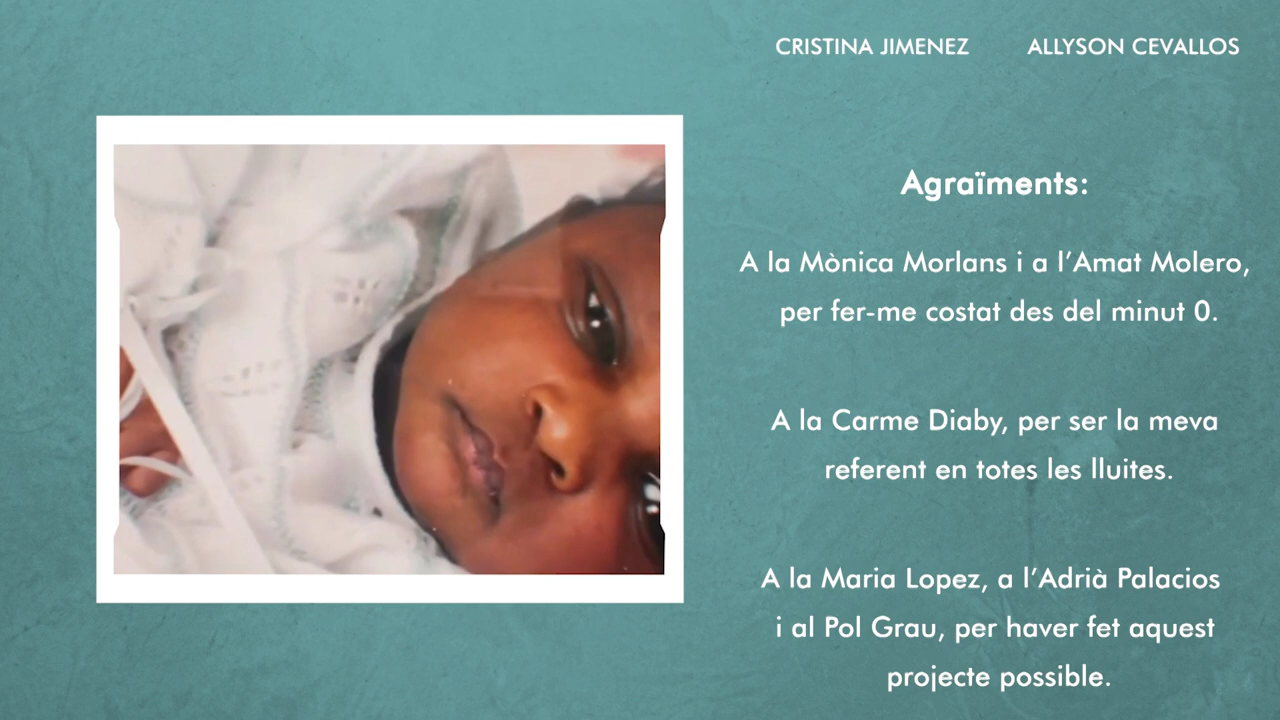 CRISTINA JIMENEZ ALLYSON CEVALLOS
Agraïments:
A la Mònica Morlans i a l’Amat Molero,
per fer-me costat des del minut 0.
A la Carme Diaby, per ser la meva
referent en totes les lluites.
A la Maria Lopez, a l’Adrià Palacios
i al Pol Grau, per haver fet aquest
projecte possible.